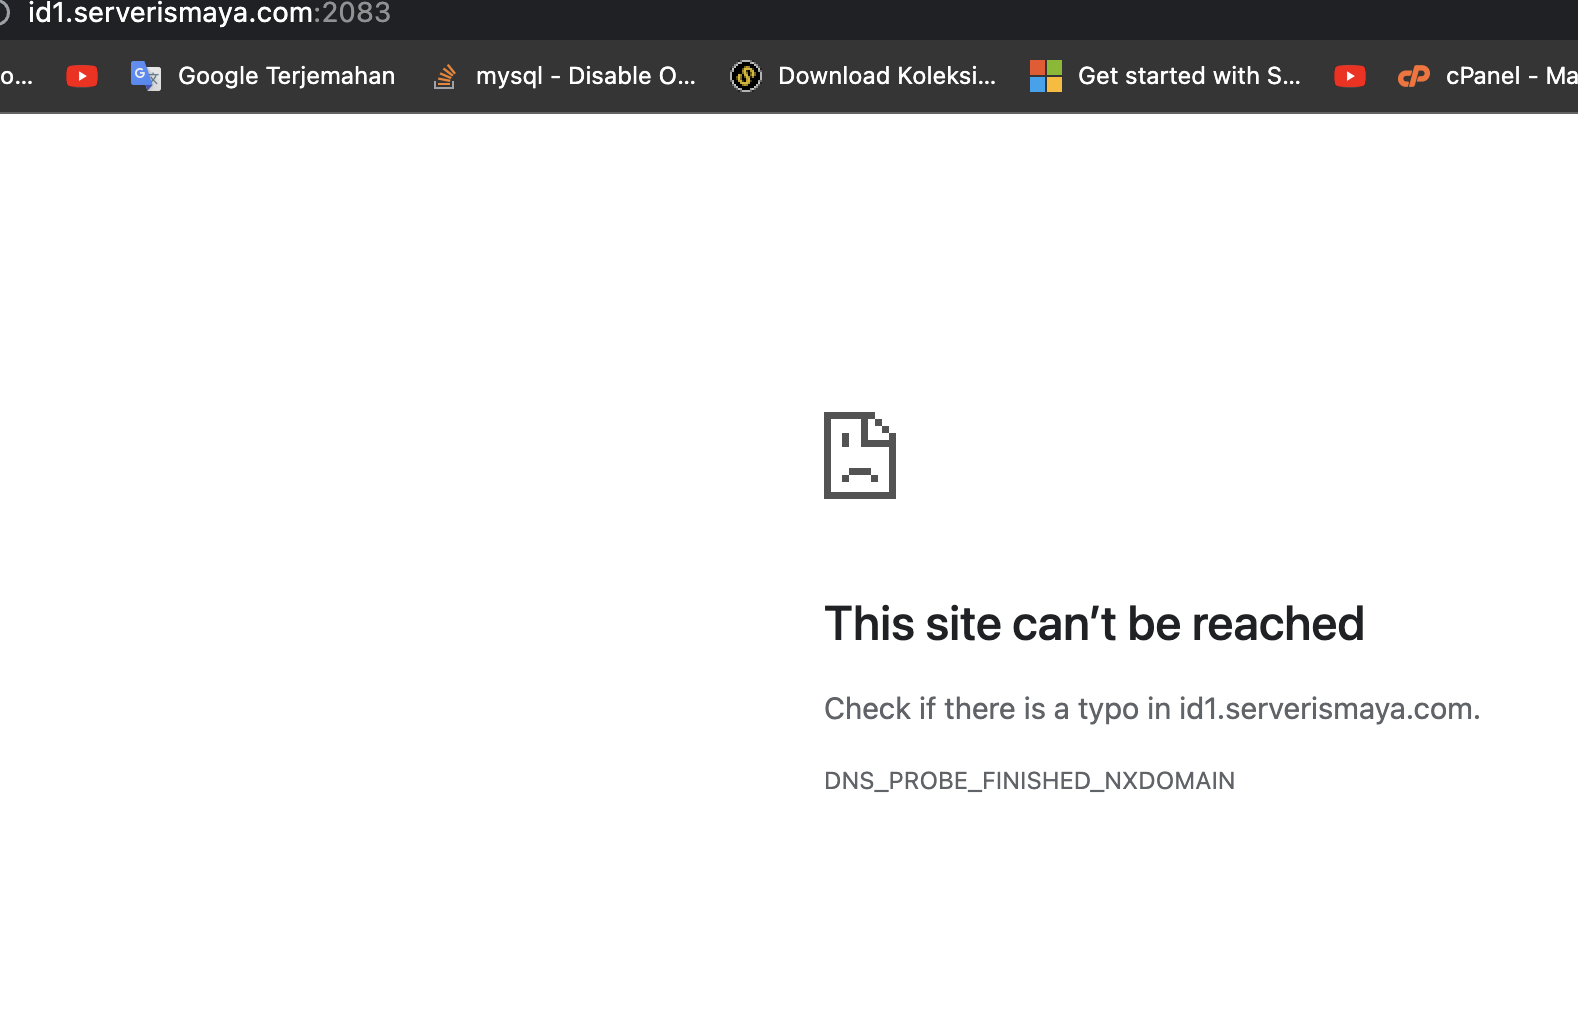 id1.serverismaya.com:2083
o... Google Terjemahan mysql - Disable O... Download Koleksi... Get started with S... cPanel - Ma
This site can’t be reached
Check if there is a typo in id1.serverismaya.com.
DNS_PROBE_FINISHED_NXDOMAIN